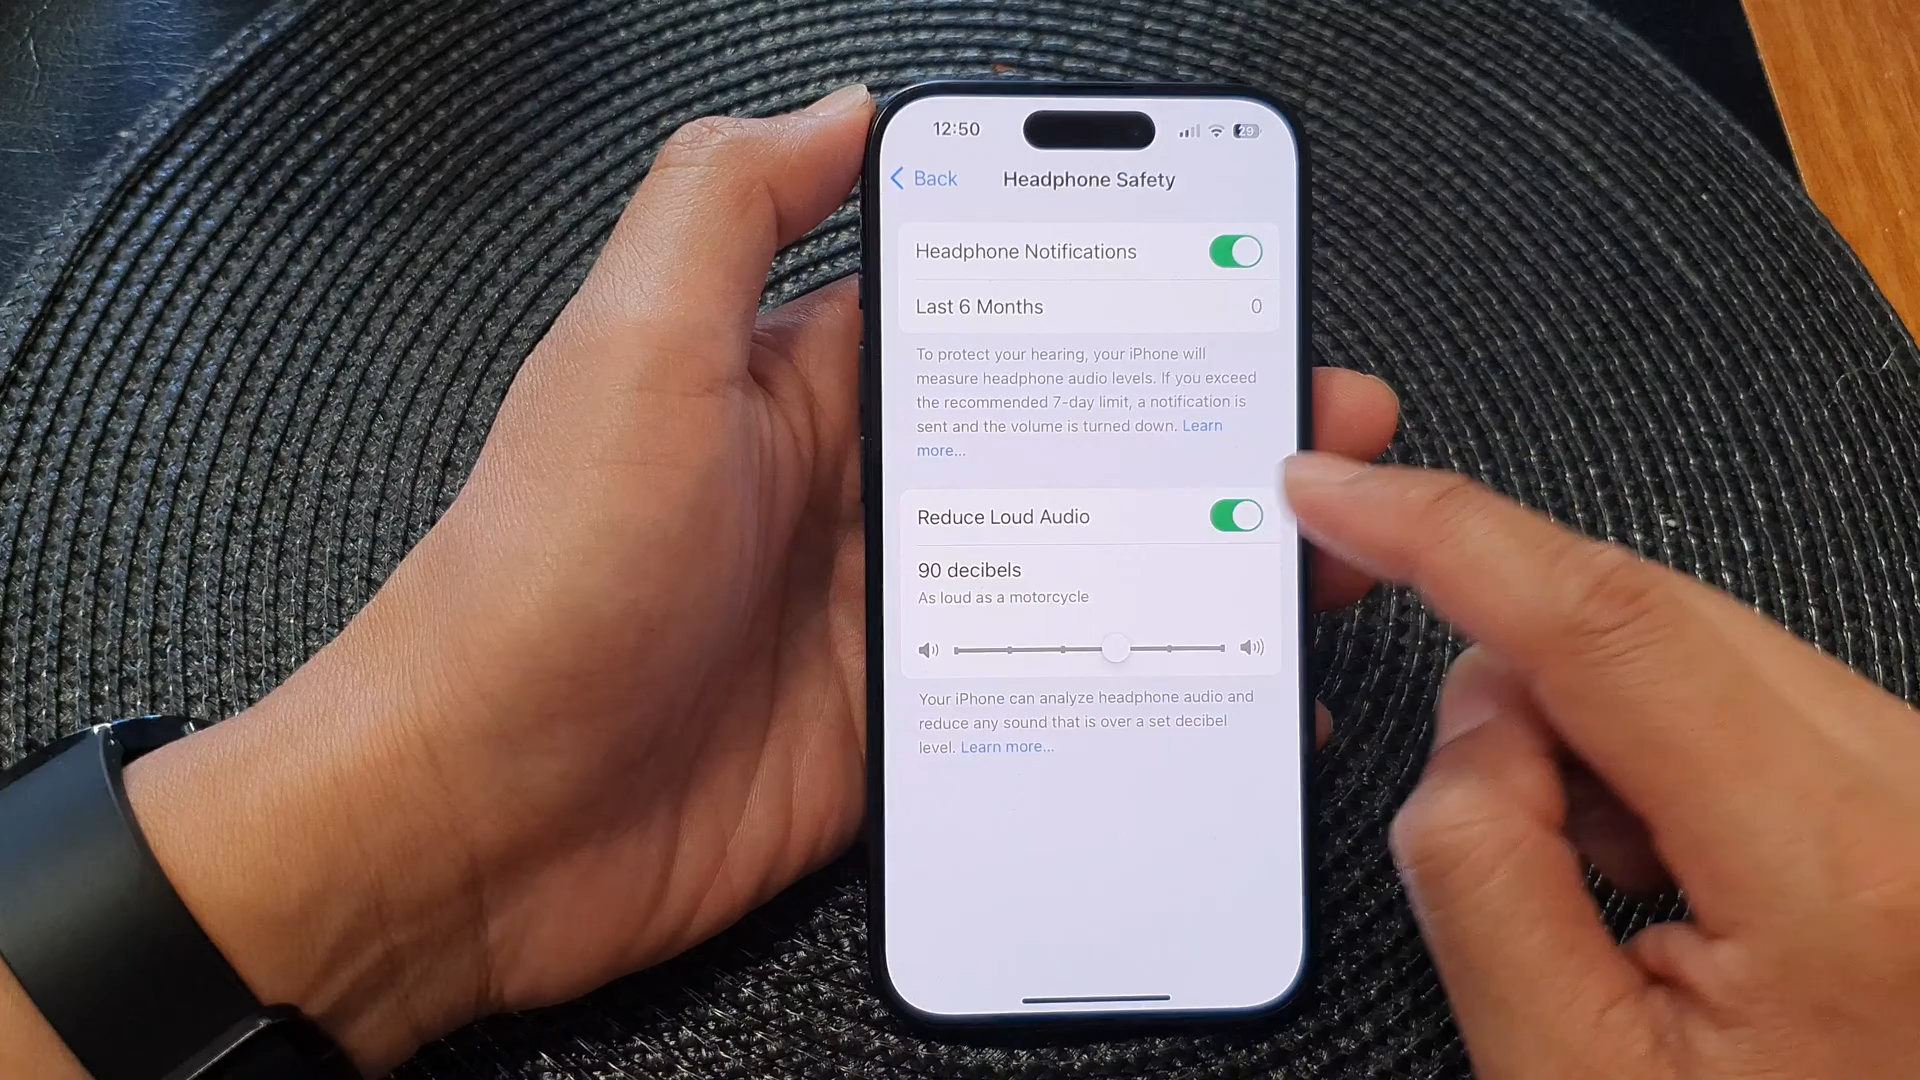 12:50
29
Back
Headphone Safety
Headphone Notifications
Last 6 Months 0
To protect your hearing, your iPhone will
measure headphone audio levels. If you exceed
the recommended 7-day limit, a notification is
sent and the volume is turned down. Learn
more...
Reduce Loud Audio
90 decibels
As loud as a motorcycle
Your iPhone can analyze headphone audio and
reduce any sound that is over a set decibel
level. Learn more...